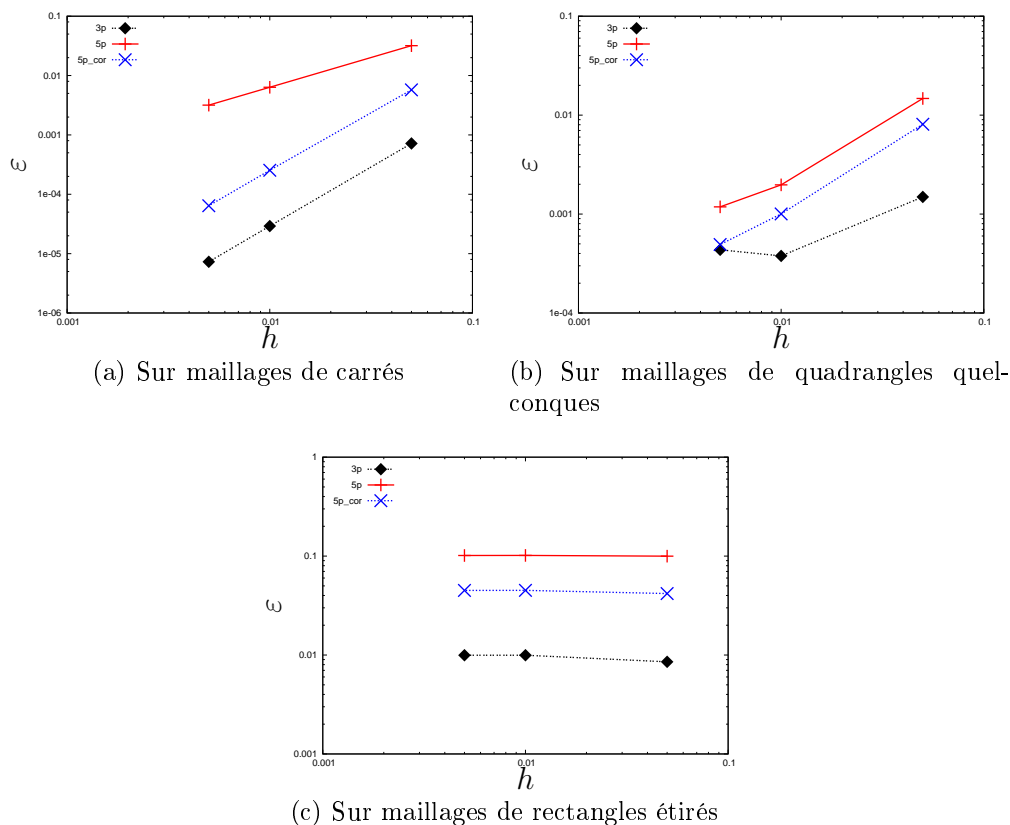 0.1
0.01
0.001
1e-04
1e-05
1e-06
3p
5p
5p_cor
ε
0.001
0.01
0.1
h
(a) Sur maillages de carrés
0.1
0.01
0.001
1e-04
3p
5p
5p_cor
ε
0.001
0.01
0.1
h
(b) Sur maillages de quadrangles quel-
conques
1
0.1
0.01
0.001
3p
5p
5p_cor
ε
0.001
0.01
0.1
h
(c) Sur maillages de rectangles étirés